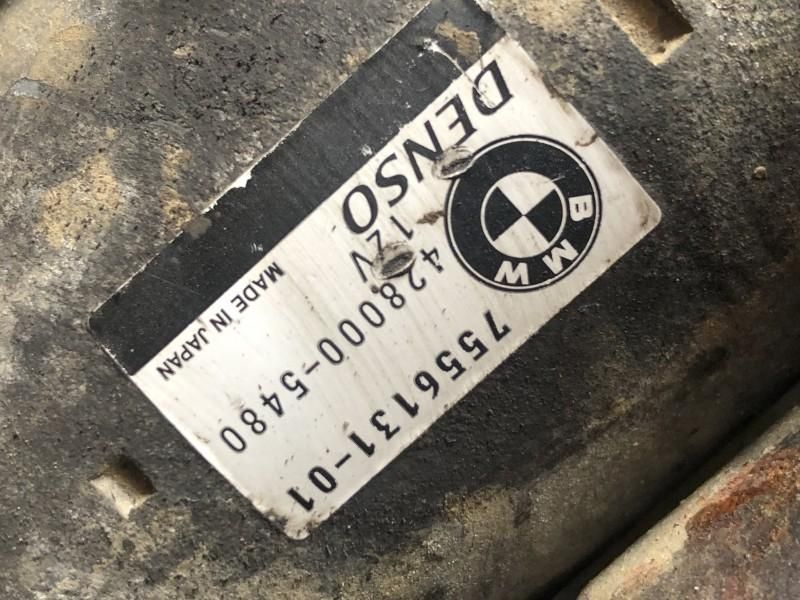 BMW
7556131-01
428000-5480
12V
DENSO
MADE IN JAPAN